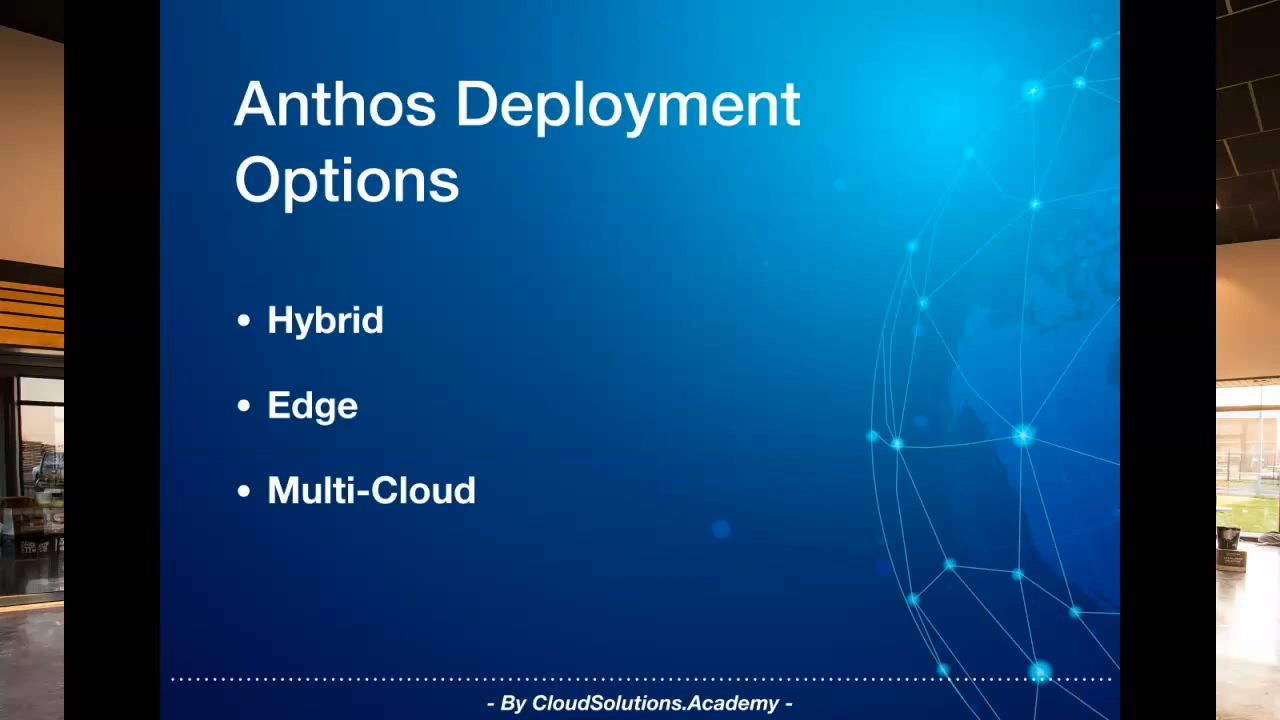 Anthos Deployment
Options
• Hybrid
• Edge
• Multi-Cloud
- By CloudSolutions.Academy -